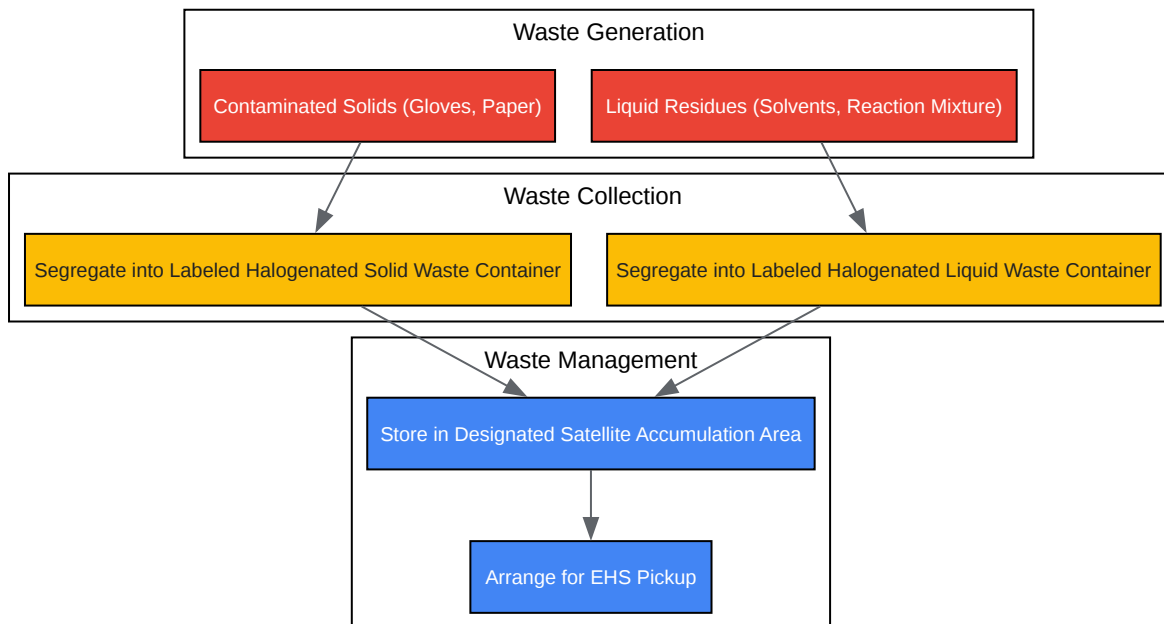 Waste Generation
Contaminated Solids (Gloves, Paper)
Liquid Residues (Solvents, Reaction Mixture)
Waste Collection
Segregate into Labeled Halogenated Solid Waste Container
Segregate into Labeled Halogenated Liquid Waste Container
Waste Management
Store in Designated Satellite Accumulation Area
Arrange for EHS Pickup